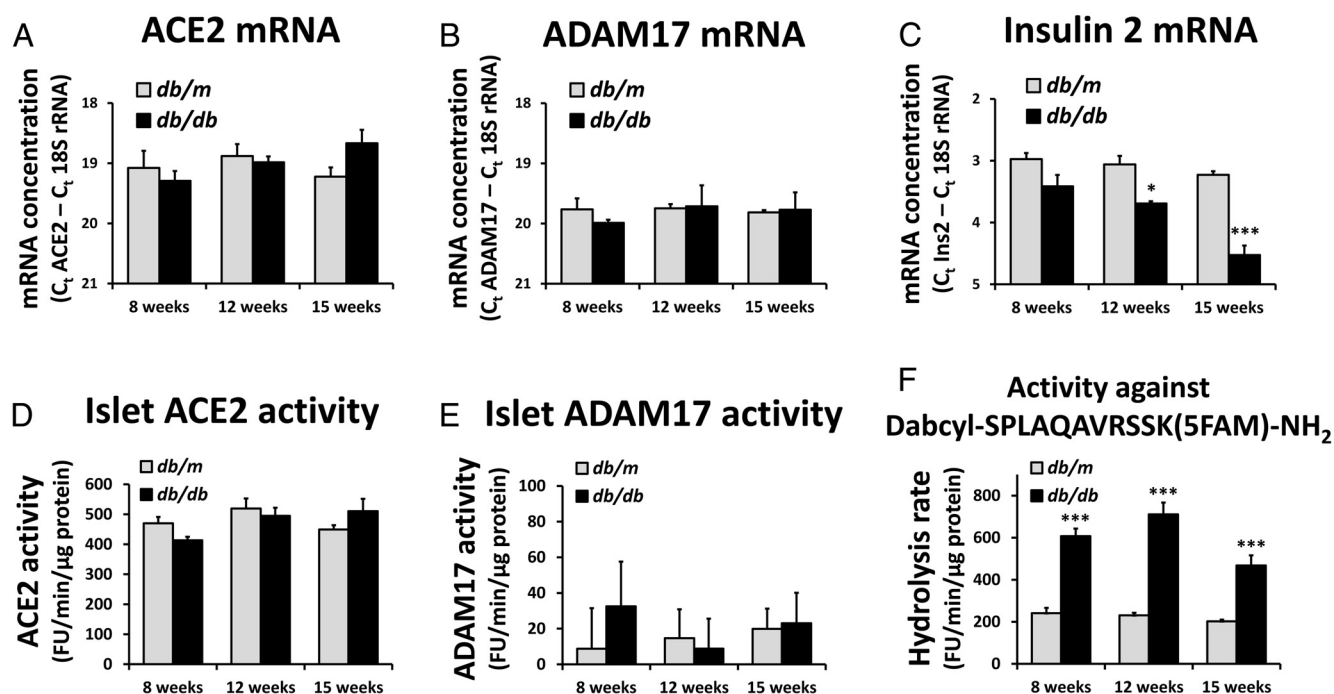 A
ACE2 mRNA
mRNA concentration
(Ct ACE2 – Ct 18S rRNA)
db/m
db/db
18
19
20
21
8 weeks
12 weeks
15 weeks
B
ADAM17 mRNA
mRNA concentration
(Ct ADAM17 – Ct 18S rRNA)
db/m
db/db
18
19
20
21
8 weeks
12 weeks
15 weeks
C
Insulin 2 mRNA
mRNA concentration
(Ct Ins2 – Ct 18S rRNA)
db/m
db/db
2
3
4
5
*
***
8 weeks
12 weeks
15 weeks
D
Islet ACE2 activity
ACE2 activity
(FU/min/µg protein)
db/m
db/db
600
500
400
300
200
100
0
8 weeks
12 weeks
15 weeks
E
Islet ADAM17 activity
ADAM17 activity
(FU/min/µg protein)
db/m
db/db
100
80
60
40
20
0
8 weeks
12 weeks
15 weeks
F
Activity against
Dabcyl-SPLAQAVRSSK(5FAM)-NH2
Hydrolysis rate
(FU/min/µg protein)
db/m
db/db
800
600
400
200
0
***
***
***
8 weeks
12 weeks
15 weeks